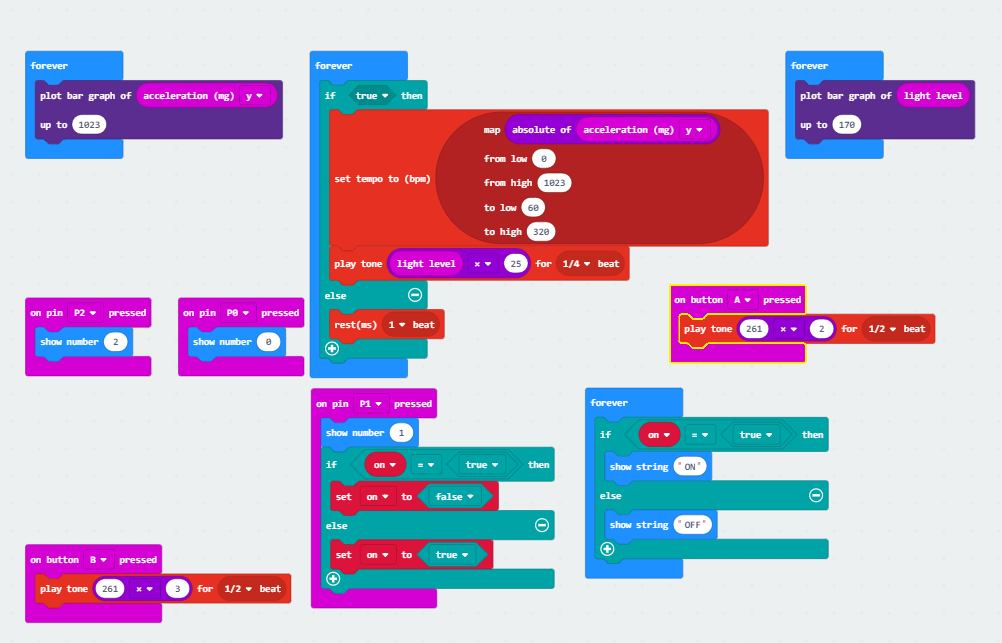 forever
plot bar graph of acceleration (mg) y
up to 1023
forever
if true then
set tempo to (bpm)
map absolute of acceleration (mg) y
from low 0
from high 1023
to low 60
to high 320
play tone light level × 25 for 1/4 beat
else
rest(ms) 1 beat
forever
plot bar graph of light level
up to 170
on pin P2 pressed
show number 2
on pin P0 pressed
show number 0
on button A pressed
play tone 261 × 2 for 1/2 beat
on pin P1 pressed
show number 1
if on = true then
set on to false
else
set on to true
forever
if on = true then
show string "ON"
else
show string "OFF"
on button B pressed
play tone 261 × 3 for 1/2 beat